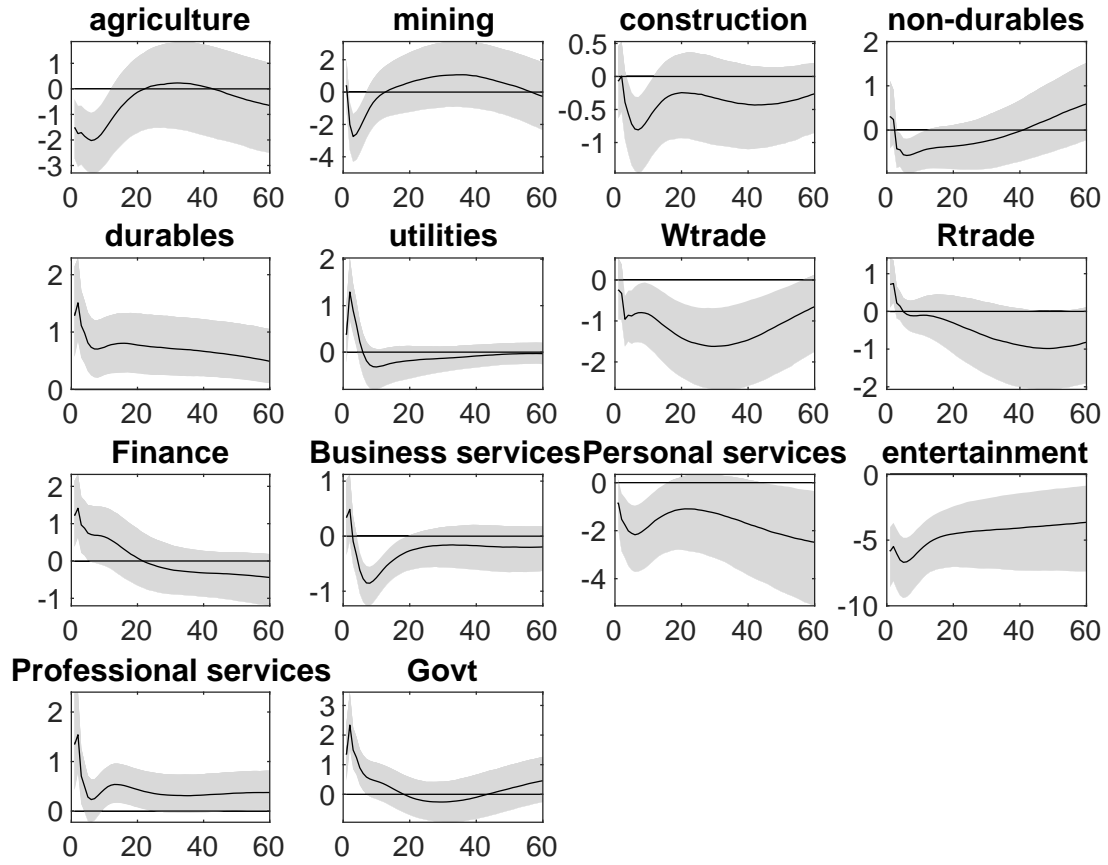 agriculture mining construction non-durables
1 2 0.5 2
0 0 0
-1 -2 -0.5 0
-2 -4 -1
-3
0 20 40 60 0 20 40 60 0 20 40 60 0 20 40 60
durables utilities Wtrade Rtrade
2 2 0 1
1 1 -1 0
0 0 -2 -1
-2
0 20 40 60 0 20 40 60 0 20 40 60 0 20 40 60
Finance Business services Personal services entertainment
2 1 0 0
1 0 -2 -5
0 -1 -4 -10
-1
0 20 40 60 0 20 40 60 0 20 40 60 0 20 40 60
Professional services Govt
2 3
1 2
0 1
0
0 20 40 60 0 20 40 60